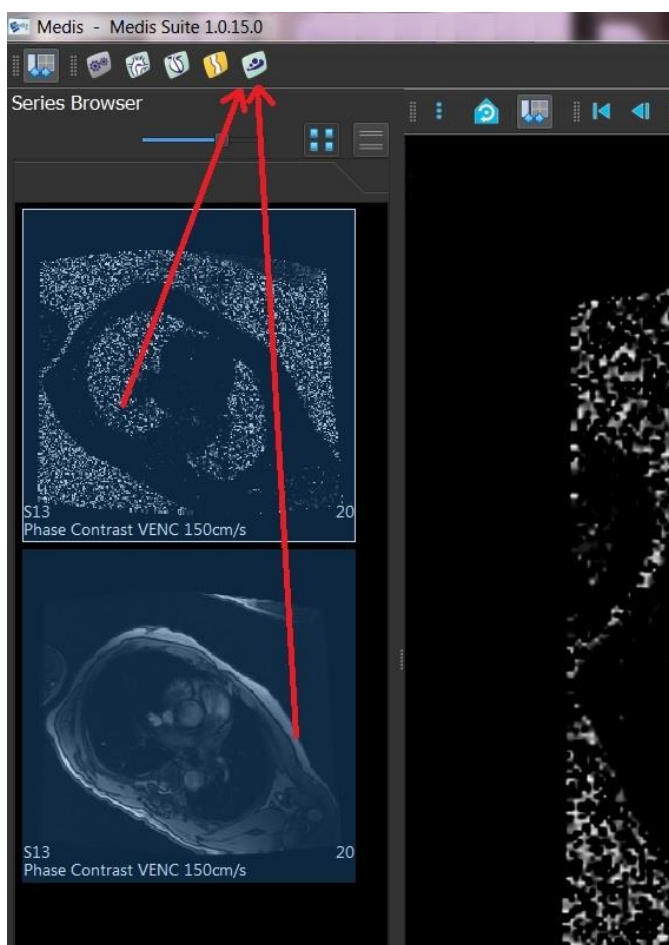 Medis - Medis Suite 1.0.15.0
Series Browser
S13 20
Phase Contrast VENC 150cm/s
S13 20
Phase Contrast VENC 150cm/s